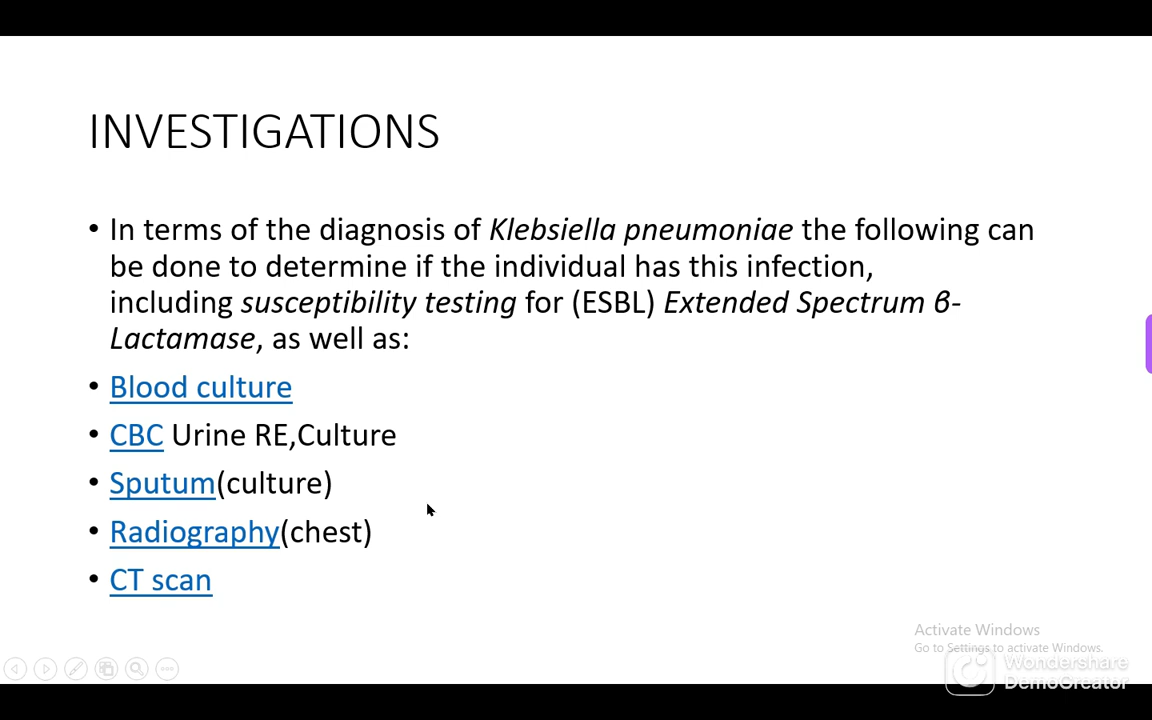 INVESTIGATIONS
• In terms of the diagnosis of Klebsiella pneumoniae the following can
be done to determine if the individual has this infection,
including susceptibility testing for (ESBL) Extended Spectrum β-
Lactamase, as well as:
• Blood culture
• CBC Urine RE,Culture
• Sputum(culture)
• Radiography(chest)
• CT scan
Activate Windows
Go to Settings to activate Windows.
Wondershare
DemoCreator